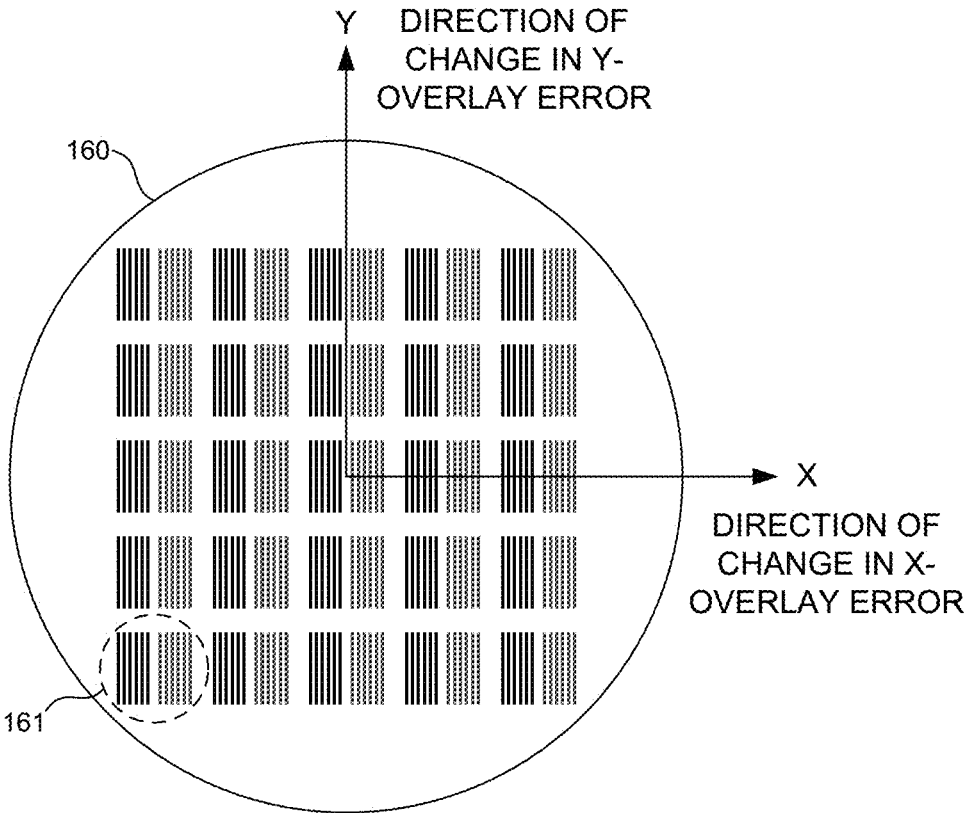 Y DIRECTION OF
CHANGE IN Y-
OVERLAY ERROR
160
X
DIRECTION OF
CHANGE IN X-
OVERLAY ERROR
161